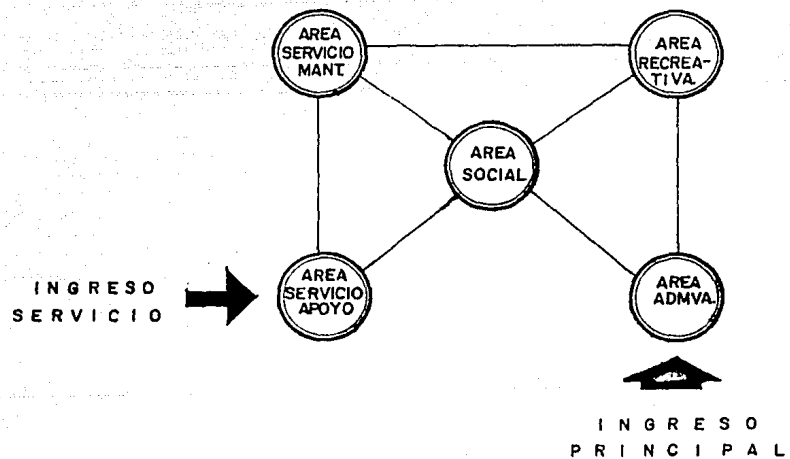 AREA
SERVICIO
MANT.
AREA
RECREA-
TIVA.
AREA
SOCIAL
AREA
SERVICIO
APOYO
AREA
ADMVA.
INGRESO
SERVICIO
INGRESO
PRINCIPAL